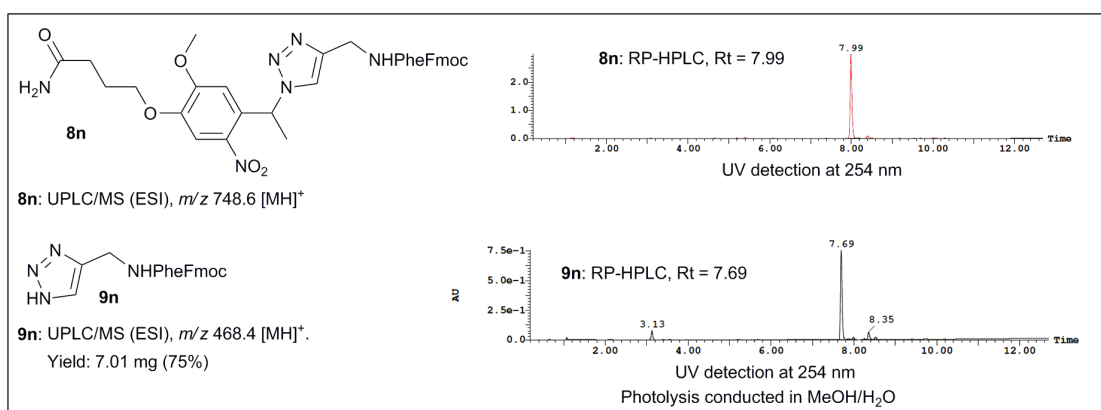 O
H₂N
O
O
N
N
N
NHPheFmoc
NO₂
8n
8n: UPLC/MS (ESI), m/z 748.6 [MH]⁺
8n: RP-HPLC, Rt = 7.99
7.99
2.0
1.0
0.0
2.00 4.00 6.00 8.00 10.00 12.00
Time
UV detection at 254 nm
N
N
HN
NHPheFmoc
9n
9n: UPLC/MS (ESI), m/z 468.4 [MH]⁺.
Yield: 7.01 mg (75%)
9n: RP-HPLC, Rt = 7.69
AU
7.5e-1
5.0e-1
2.5e-1
0.0
3.13
7.69
8.35
2.00 4.00 6.00 8.00 10.00 12.00
Time
UV detection at 254 nm
Photolysis conducted in MeOH/H₂O